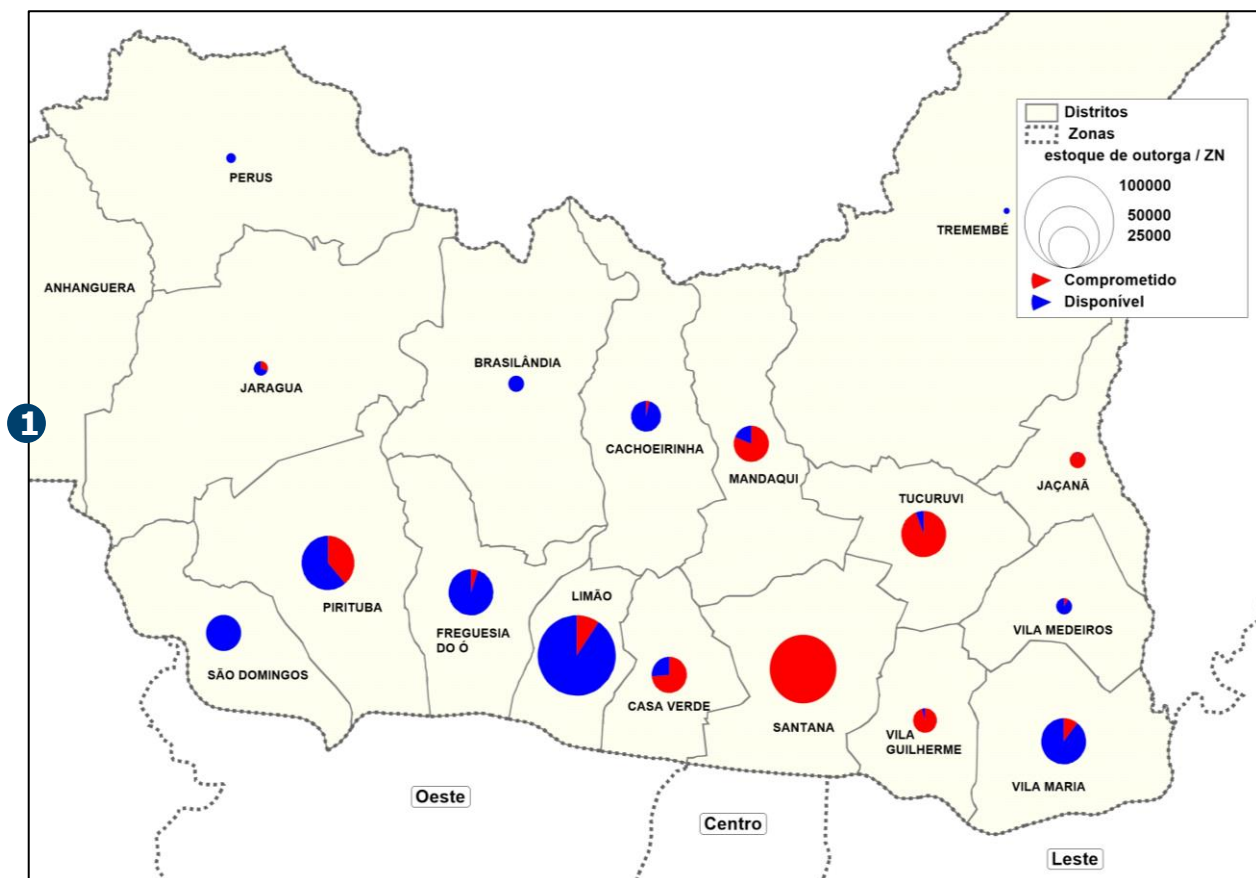 Distritos
Zonas
estoque de outorga / ZN
100000
50000
25000
Comprometido
Disponível
PERUS
TREMEMBÉ
ANHANGUERA
BRASILÂNDIA
JARAGUA
1
CACHOEIRINHA
MANDAQUI
JAÇANÃ
TUCURUVI
LIMÃO
PIRITUBA
FREGUESIA
DO Ó
VILA MEDEIROS
SÃO DOMINGOS
CASA VERDE
SANTANA
VILA
GUILHERME
VILA MARIA
Oeste
Centro
Leste